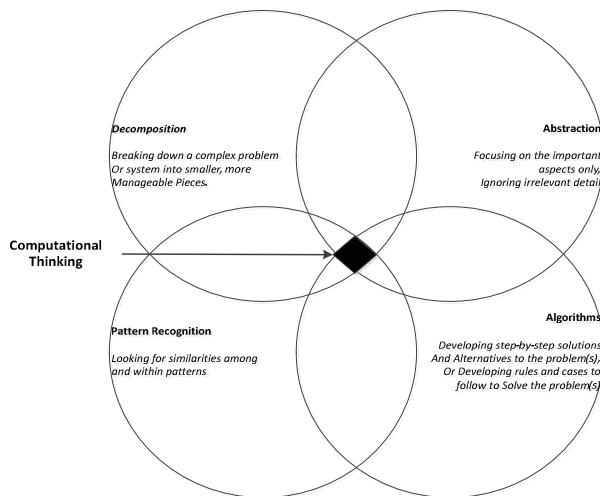 Decomposition
Breaking down a complex problem
Or system into smaller, more
Manageable Pieces.
Abstraction
Focusing on the important
aspects only,
Ignoring irrelevant detail
Computational
Thinking
Pattern Recognition
Looking for similarities among
and within patterns
Algorithms
Developing step-by-step solutions
And Alternatives to the problem(s),
Or Developing rules and cases to
follow to Solve the problem(s)